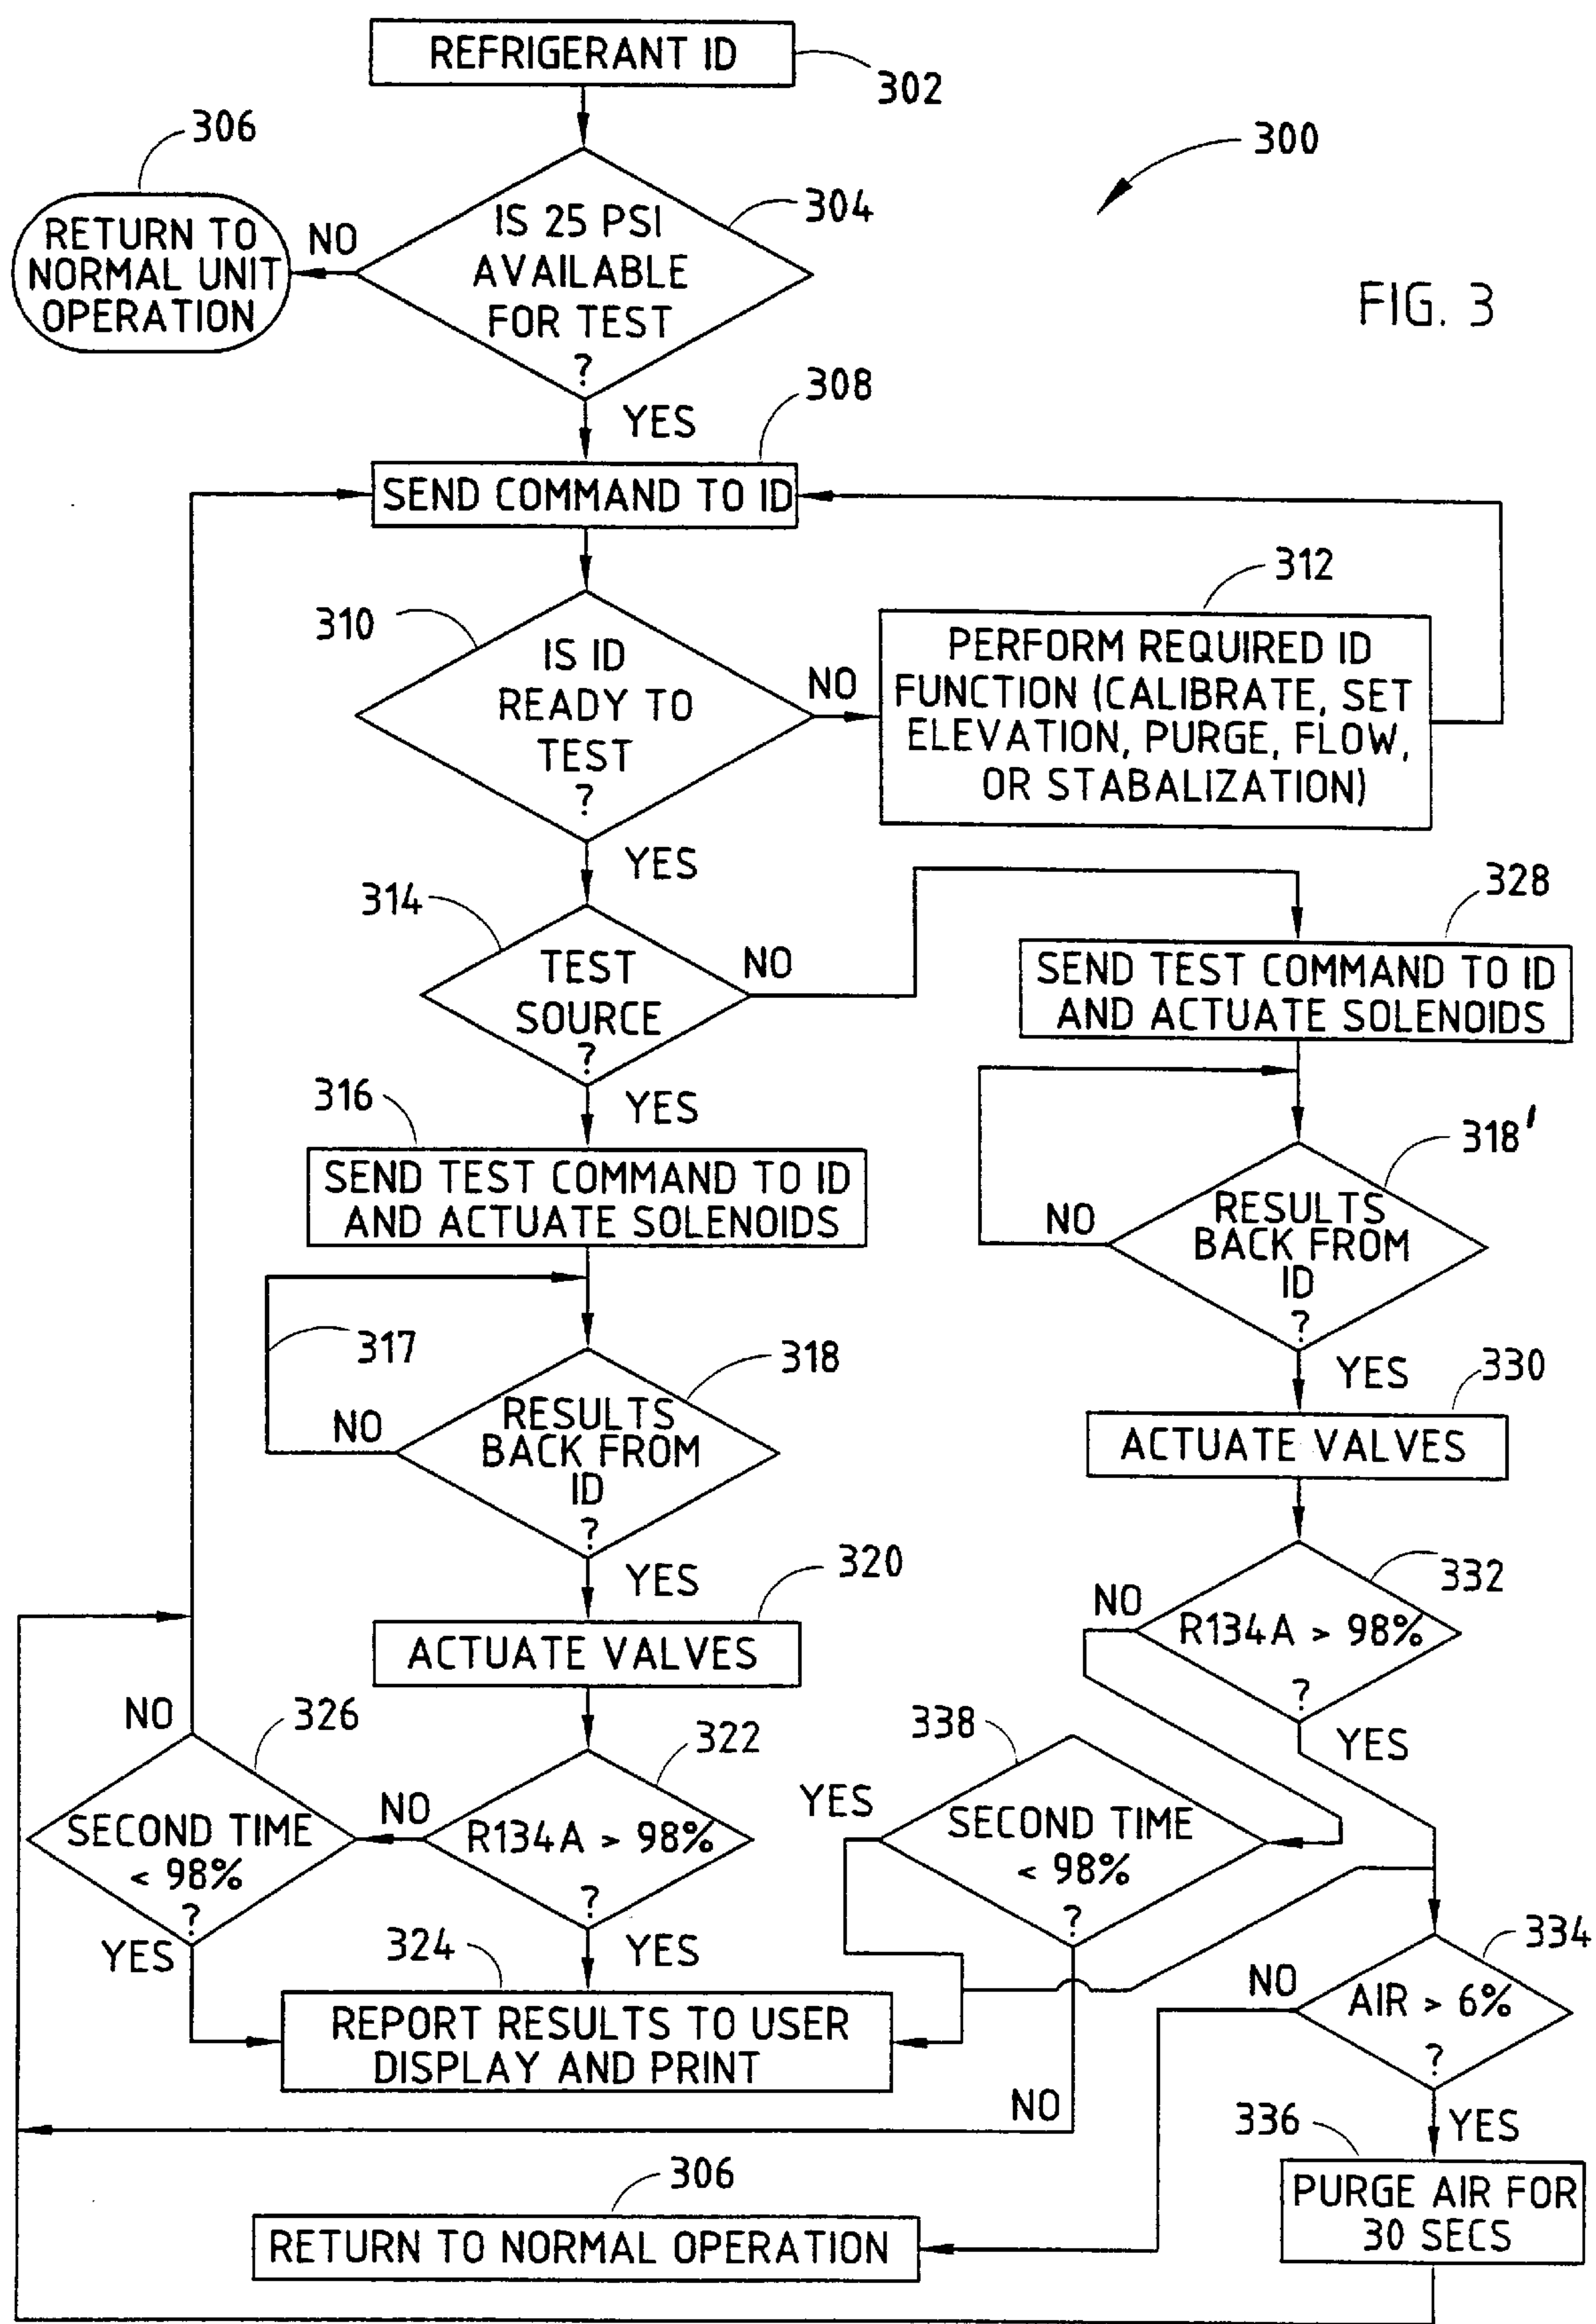 REFRIGERANT ID
302
306
300
RETURN TO
NORMAL UNIT
OPERATION
NO
IS 25 PSI
AVAILABLE
FOR TEST
?
304
FIG. 3
YES
308
SEND COMMAND TO ID
312
310
IS ID
READY TO
TEST
?
NO
PERFORM REQUIRED ID
FUNCTION (CALIBRATE, SET
ELEVATION, PURGE, FLOW,
OR STABALIZATION)
YES
314
TEST
SOURCE
?
NO
328
SEND TEST COMMAND TO ID
AND ACTUATE SOLENOIDS
316
YES
SEND TEST COMMAND TO ID
AND ACTUATE SOLENOIDS
318'
NO
RESULTS
BACK FROM
ID
?
317
318
NO
RESULTS
BACK FROM
ID
?
YES
330
ACTUATE VALVES
YES
320
ACTUATE VALVES
332
NO
R134A > 98%
?
YES
NO
326
322
338
SECOND TIME
< 98%
?
YES
NO
R134A > 98%
?
YES
YES
SECOND TIME
< 98%
?
324
REPORT RESULTS TO USER
DISPLAY AND PRINT
NO
334
NO
AIR > 6%
?
YES
336
PURGE AIR FOR
30 SECS
306
RETURN TO NORMAL OPERATION